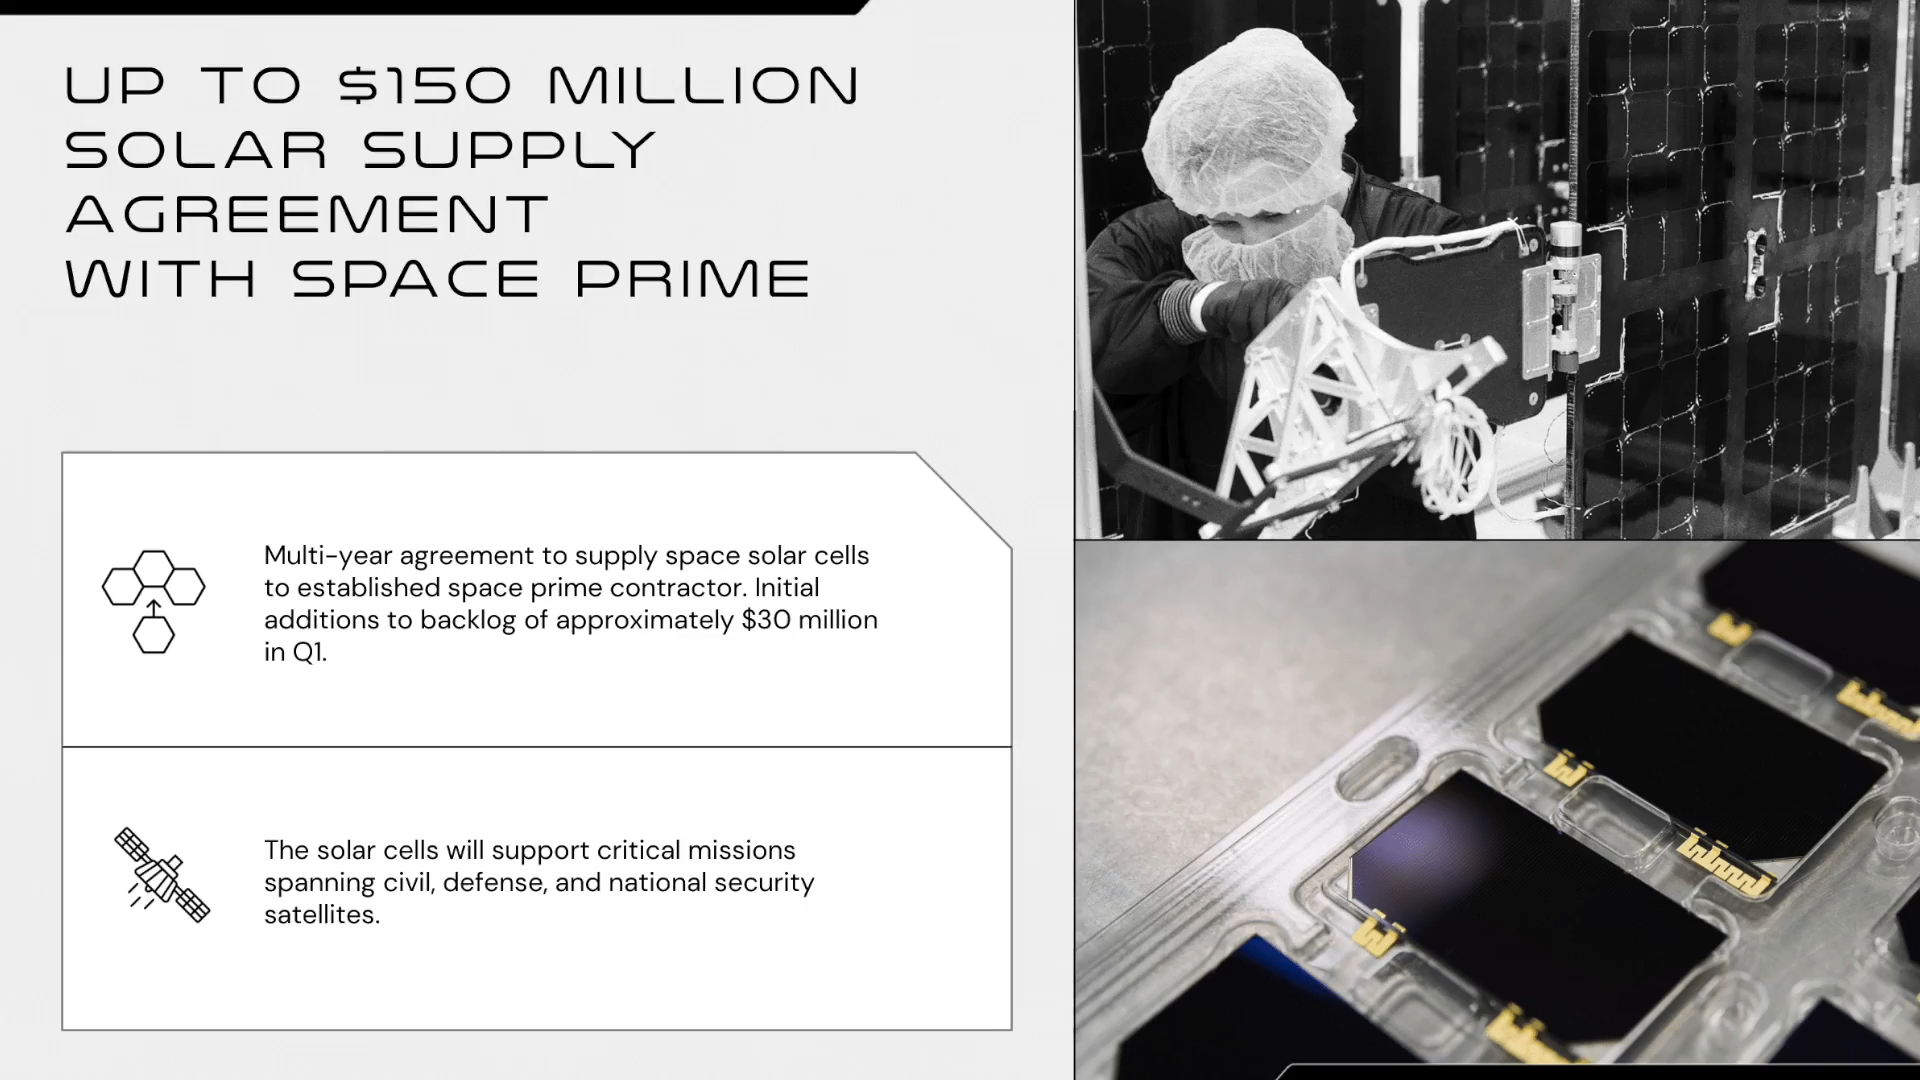 UP TO $150 MILLION
SOLAR SUPPLY
AGREEMENT
WITH SPACE PRIME
Multi-year agreement to supply space solar cells
to established space prime contractor. Initial
additions to backlog of approximately $30 million
in Q1.
The solar cells will support critical missions
spanning civil, defense, and national security
satellites.